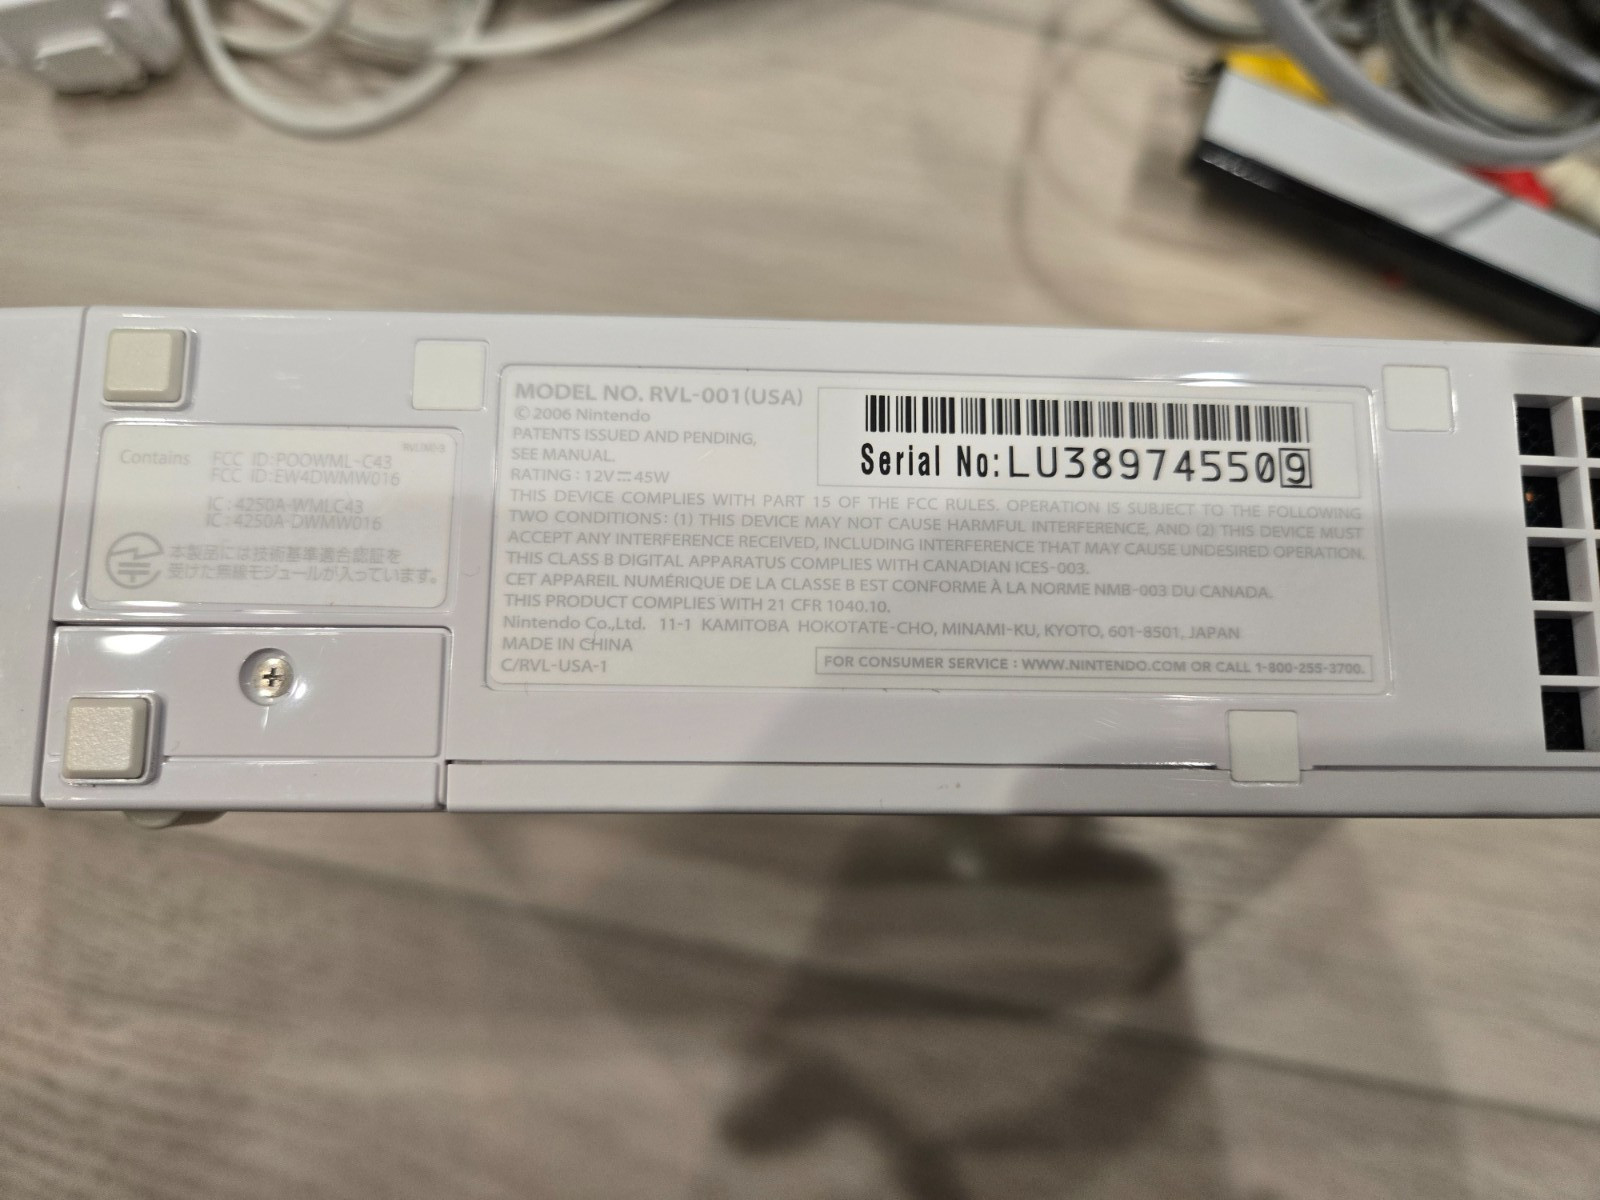 Contains FCC ID:POOWML-C43
FCC ID:EW4DWMW016
IC : 4250A-WMLC43
IC : 4250A-DWMW016
本製品には技術基準適合認証を
受けた無線モジュールが入っています。
MODEL NO. RVL-001(USA)
© 2006 Nintendo
PATENTS ISSUED AND PENDING,
SEE MANUAL.
RATING : 12V⎓45W
Serial No:LU389745509
THIS DEVICE COMPLIES WITH PART 15 OF THE FCC RULES. OPERATION IS SUBJECT TO THE FOLLOWING
TWO CONDITIONS: (1) THIS DEVICE MAY NOT CAUSE HARMFUL INTERFERENCE, AND (2) THIS DEVICE MUST
ACCEPT ANY INTERFERENCE RECEIVED, INCLUDING INTERFERENCE THAT MAY CAUSE UNDESIRED OPERATION.
THIS CLASS B DIGITAL APPARATUS COMPLIES WITH CANADIAN ICES-003.
CET APPAREIL NUMÉRIQUE DE LA CLASSE B EST CONFORME À LA NORME NMB-003 DU CANADA.
THIS PRODUCT COMPLIES WITH 21 CFR 1040.10.
Nintendo Co.,Ltd. 11-1 KAMITOBA HOKOTATE-CHO, MINAMI-KU, KYOTO, 601-8501, JAPAN
MADE IN CHINA
C/RVL-USA-1
FOR CONSUMER SERVICE : WWW.NINTENDO.COM OR CALL 1-800-255-3700.